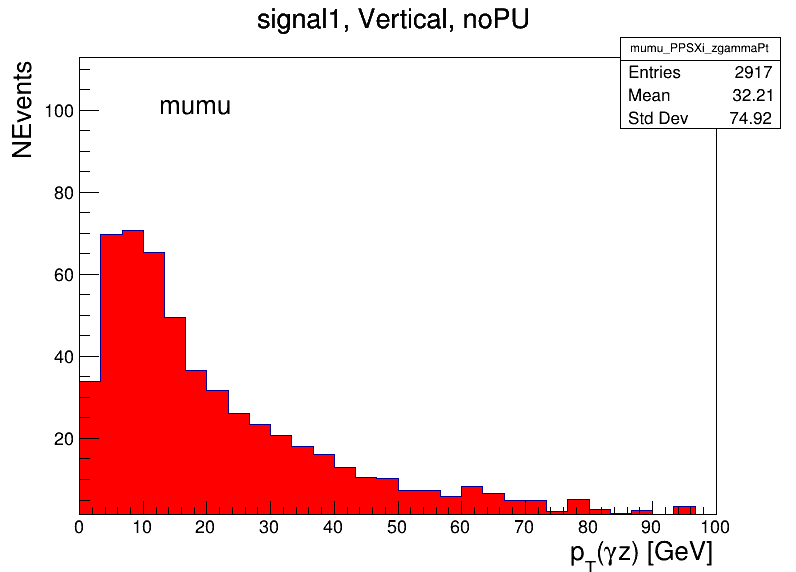 signal1, Vertical, noPU
mumu_PPSXi_zgammaPt
Entries 2917
Mean 32.21
Std Dev 74.92
NEvents
mumu
100
80
60
40
20
0 10 20 30 40 50 60 70 80 90 100
p_T(γz) [GeV]